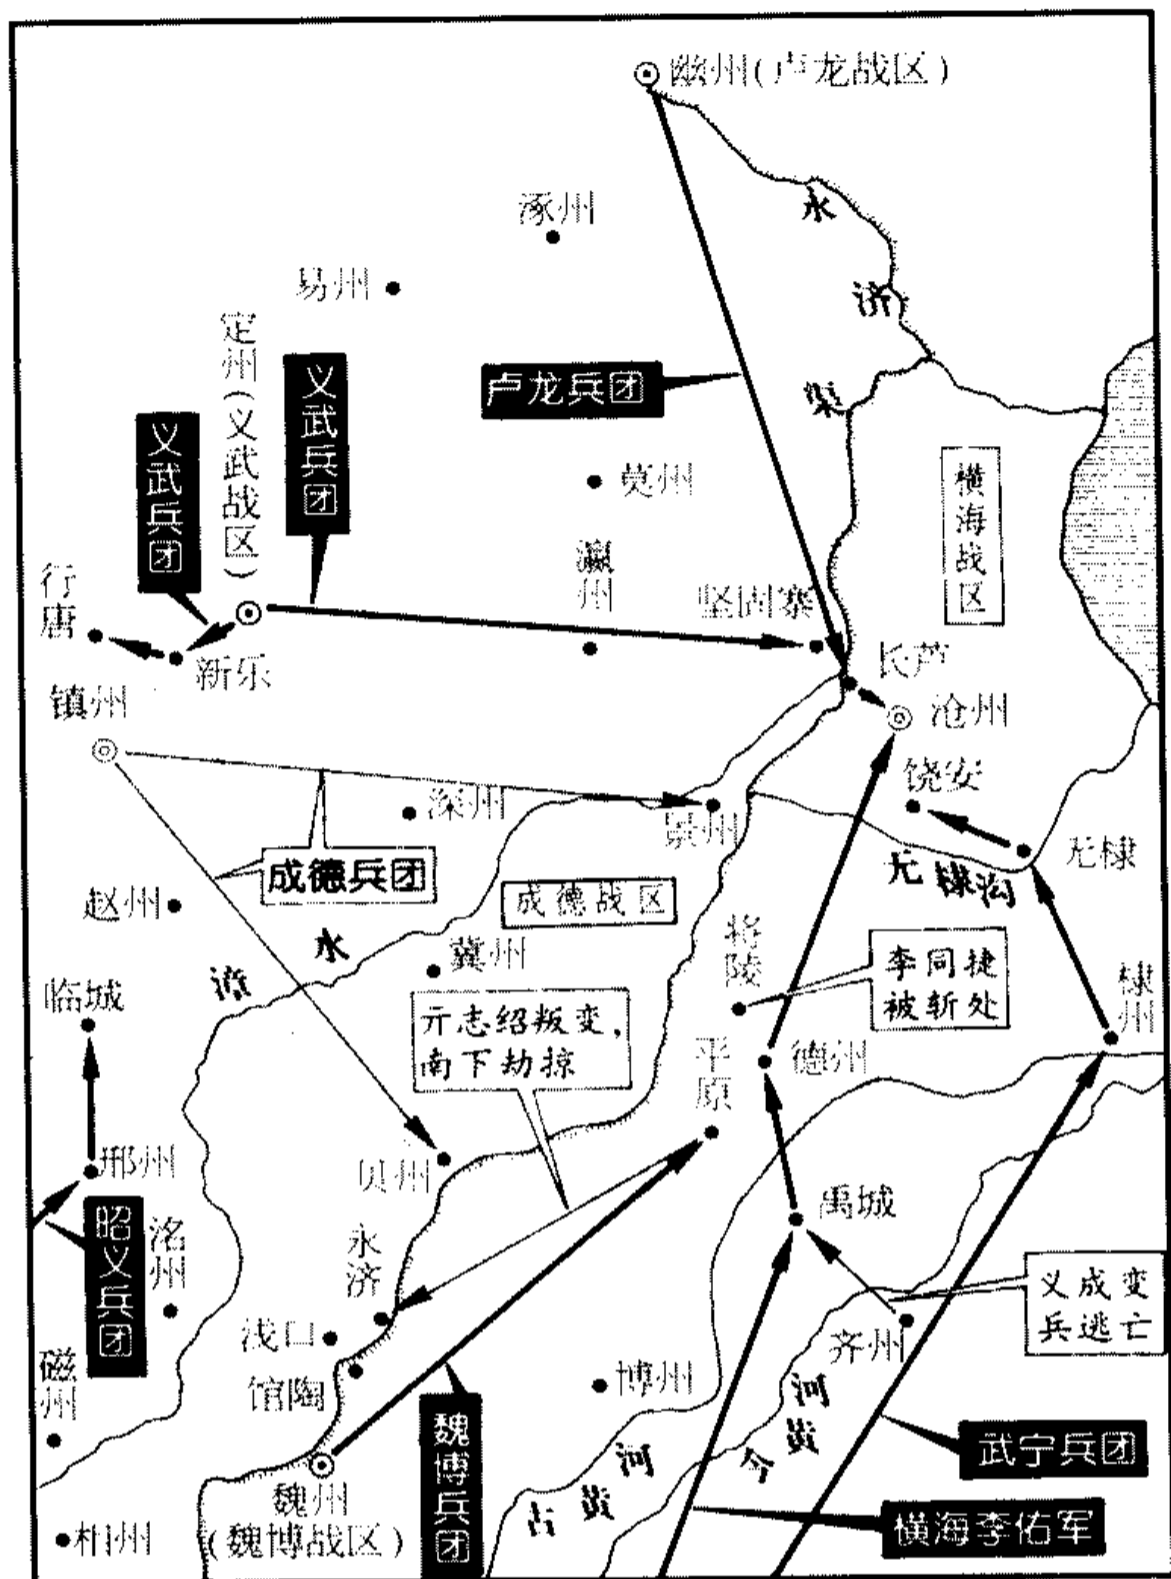 幽州(卢龙战区)
涿州
永
济
渠
易州
定州(义武战区)
义武兵团
义武兵团
卢龙兵团
莫州
横海战区
瀛州
坚固寨
行唐
新乐
长芦
沧州
镇州
饶安
深州
景州
无棣
无棣沟
成德兵团
成德战区
赵州
漳水
冀州
将陵
李同捷
被斩处
棣州
临城
亓志绍叛变,
南下劫掠
平原
德州
邢州
贝州
禹城
昭义兵团
洺州
永济
义成变
兵逃亡
浅口
齐州
馆陶
磁州
博州
魏博兵团
古黄河
今黄河
武宁兵团
魏州
(魏博战区)
横海李佑军
相州